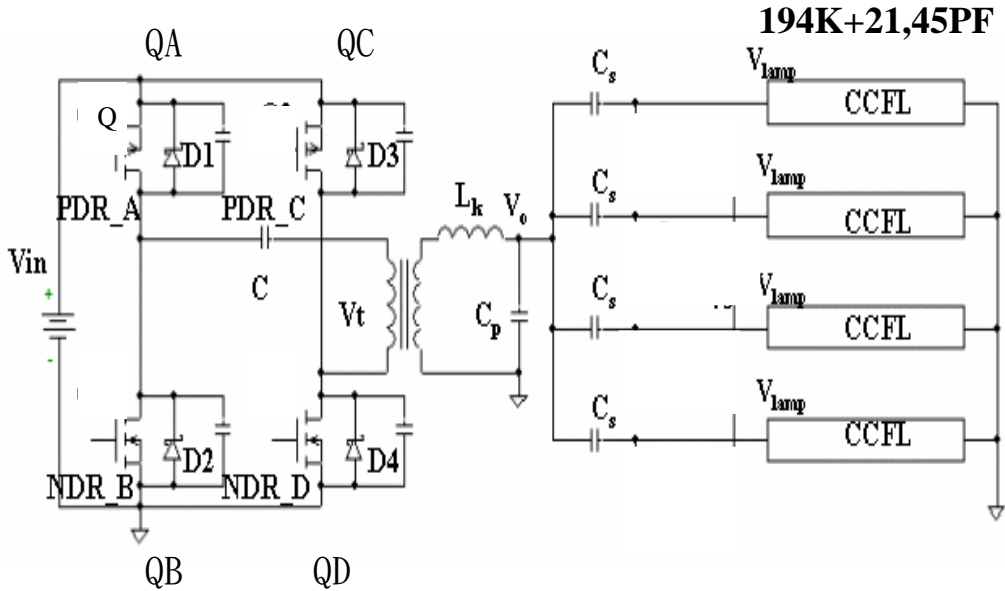 194K+21,45PF
QA QC
Q
D1 D3
PDR_A PDR_C
C
Vin
+
-
Vt
Lk
Vo
Cp
D2 D4
NDR_B NDR_D
QB QD
Cs Vlamp CCFL
Cs Vlamp CCFL
Cs Vlamp CCFL
Cs Vlamp CCFL